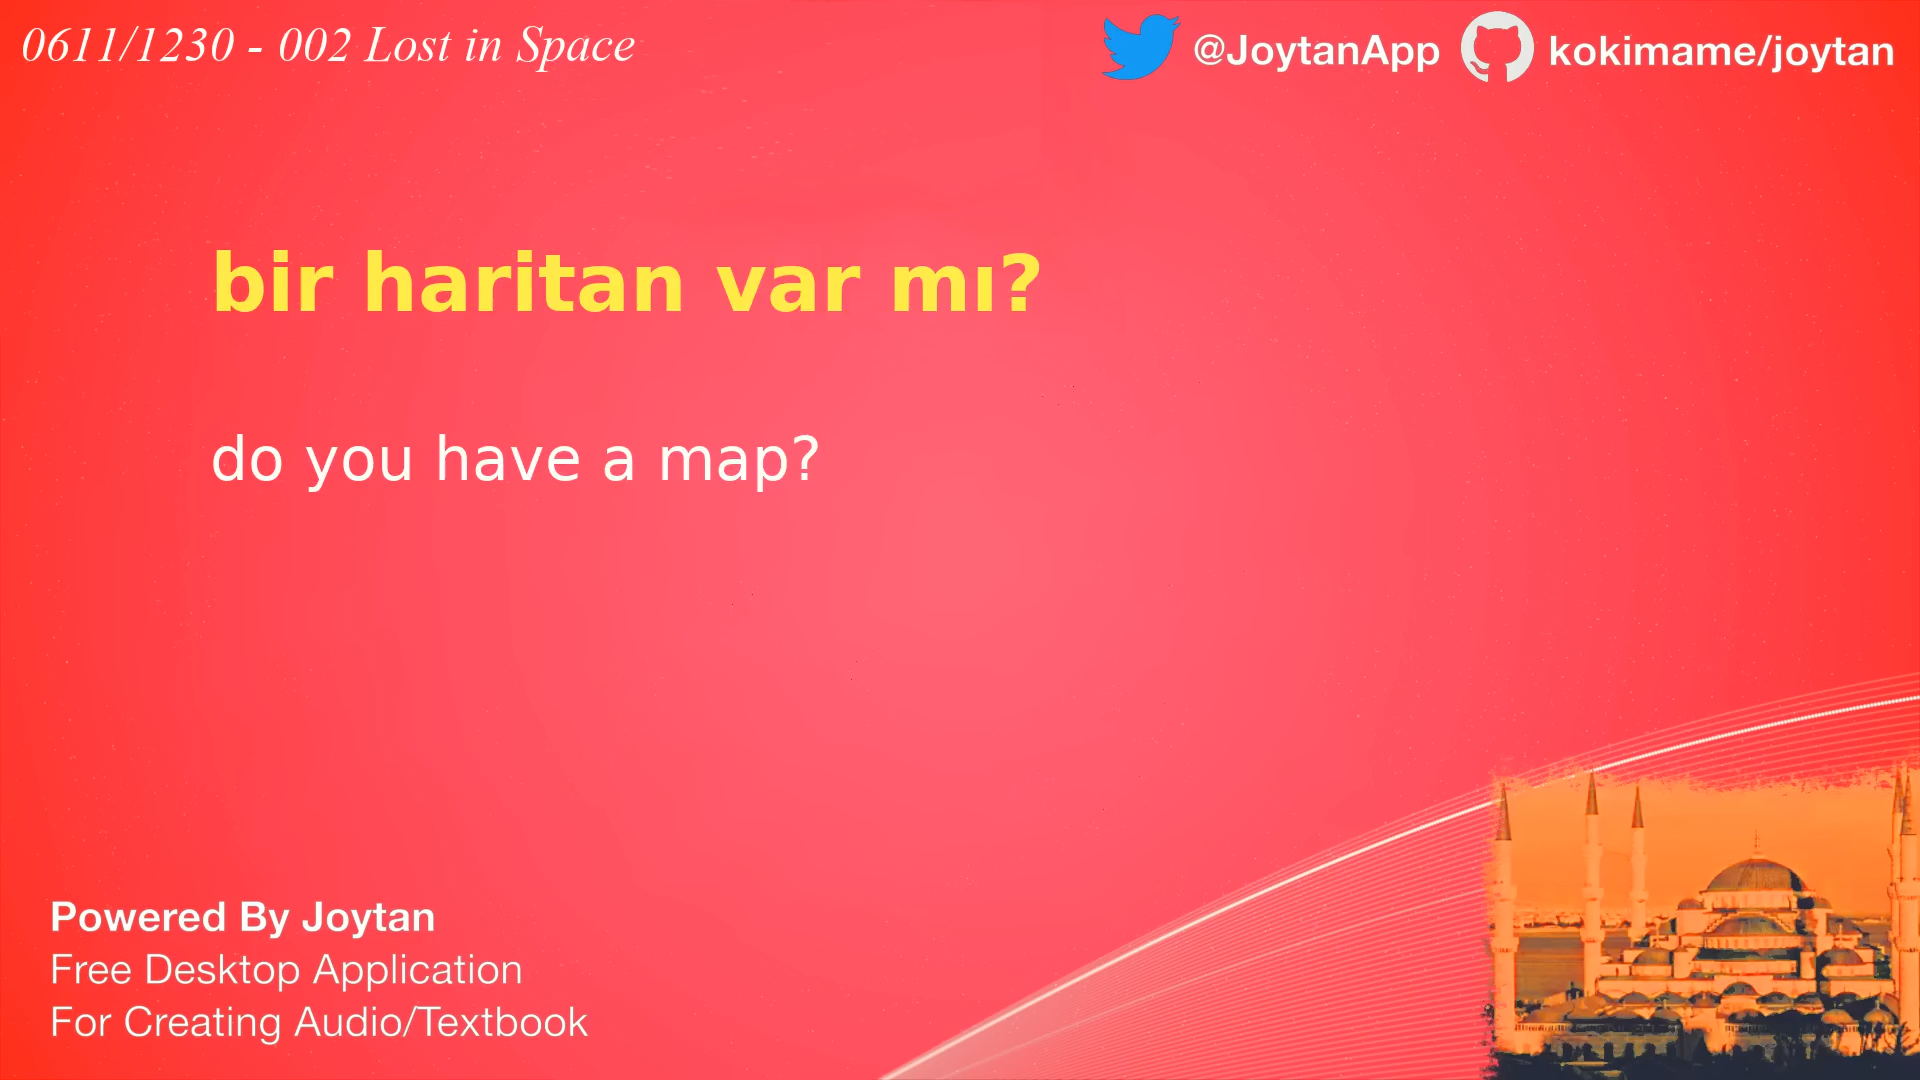 0611/1230 - 002 Lost in Space
@JoytanApp
kokimame/joytan
bir haritan var mı?
do you have a map?
Powered By Joytan
Free Desktop Application
For Creating Audio/Textbook